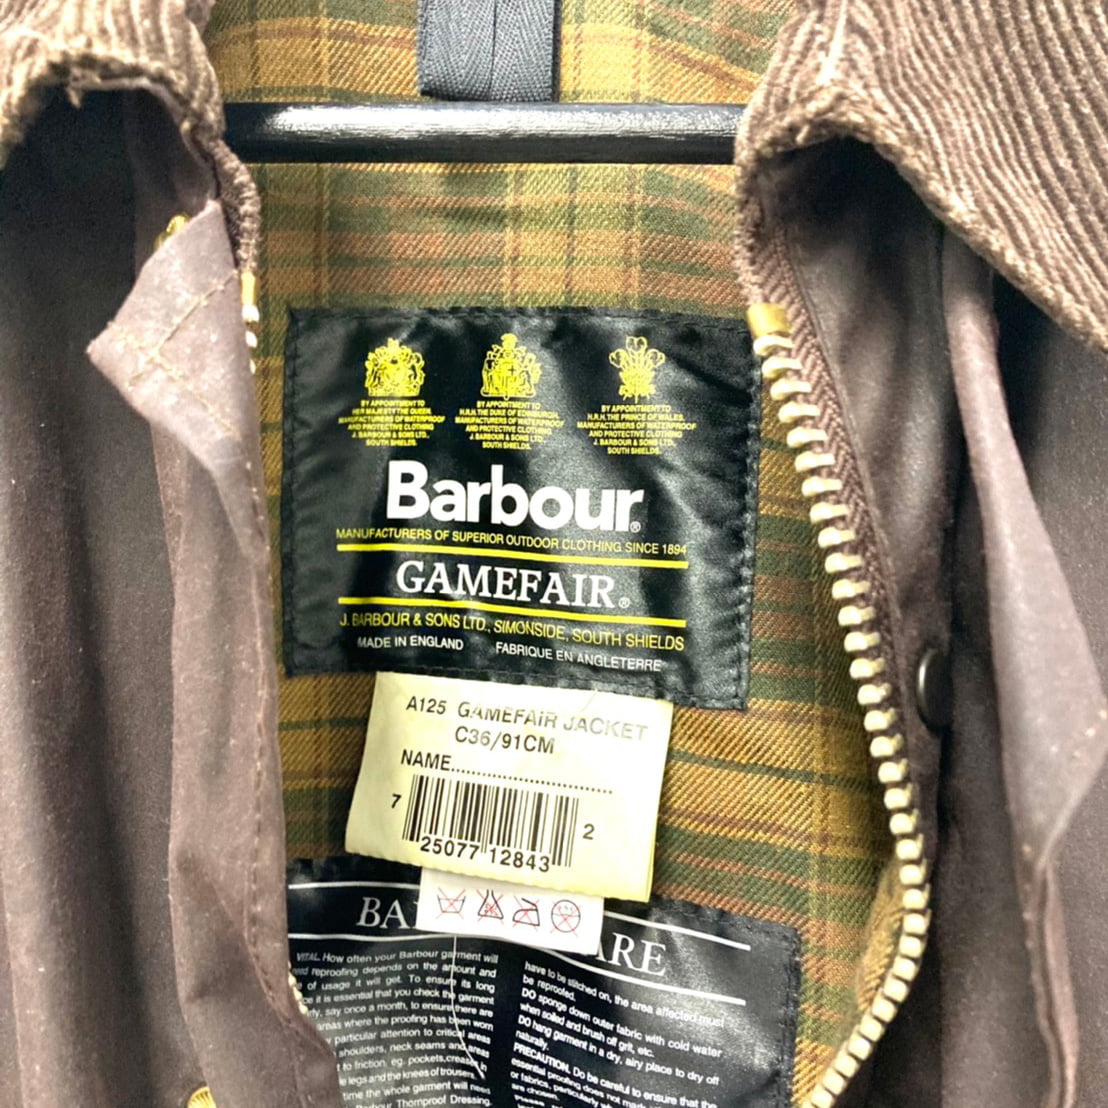 BY APPOINTMENT TO
HER MAJESTY THE QUEEN,
MANUFACTURERS OF WATERPROOF
AND PROTECTIVE CLOTHING
J. BARBOUR & SONS LTD.,
SOUTH SHIELDS.
BY APPOINTMENT TO
H.R.H. THE DUKE OF EDINBURGH,
MANUFACTURERS OF WATERPROOF
AND PROTECTIVE CLOTHING
J. BARBOUR & SONS LTD.,
SOUTH SHIELDS.
BY APPOINTMENT TO
H.R.H. THE PRINCE OF WALES,
MANUFACTURERS OF WATERPROOF
AND PROTECTIVE CLOTHING
J. BARBOUR & SONS LTD.,
SOUTH SHIELDS.
Barbour®
MANUFACTURERS OF SUPERIOR OUTDOOR CLOTHING SINCE 1894
GAMEFAIR®
J. BARBOUR & SONS LTD., SIMONSIDE, SOUTH SHIELDS
MADE IN ENGLAND FABRIQUE EN ANGLETERRE
A125 GAMEFAIR JACKET
C36/91CM
NAME..............................
7 25077 12843 2
VITAL. How often your Barbour garment will
reproofing depends on the amount and
of usage it will get. To ensure its long
it is essential that you check the garment
say once a month, to ensure there are
areas where the proofing has been worn
particular attention to critical areas
shoulders, neck seams and areas
to friction, eg. pockets, creases in
legs and the knees of trousers.
time the whole garment will need
Barbour Thornproof Dressing.
have to be stitched on, the area affected must
be reproofed.
DO sponge down outer fabric with cold water
when soiled and brush off grit, etc.
DO hang garment in a dry, airy place to dry off
naturally.
PRECAUTION. Do be careful to ensure that the
essential proofing does not
or fabrics, particularly
are chosen.